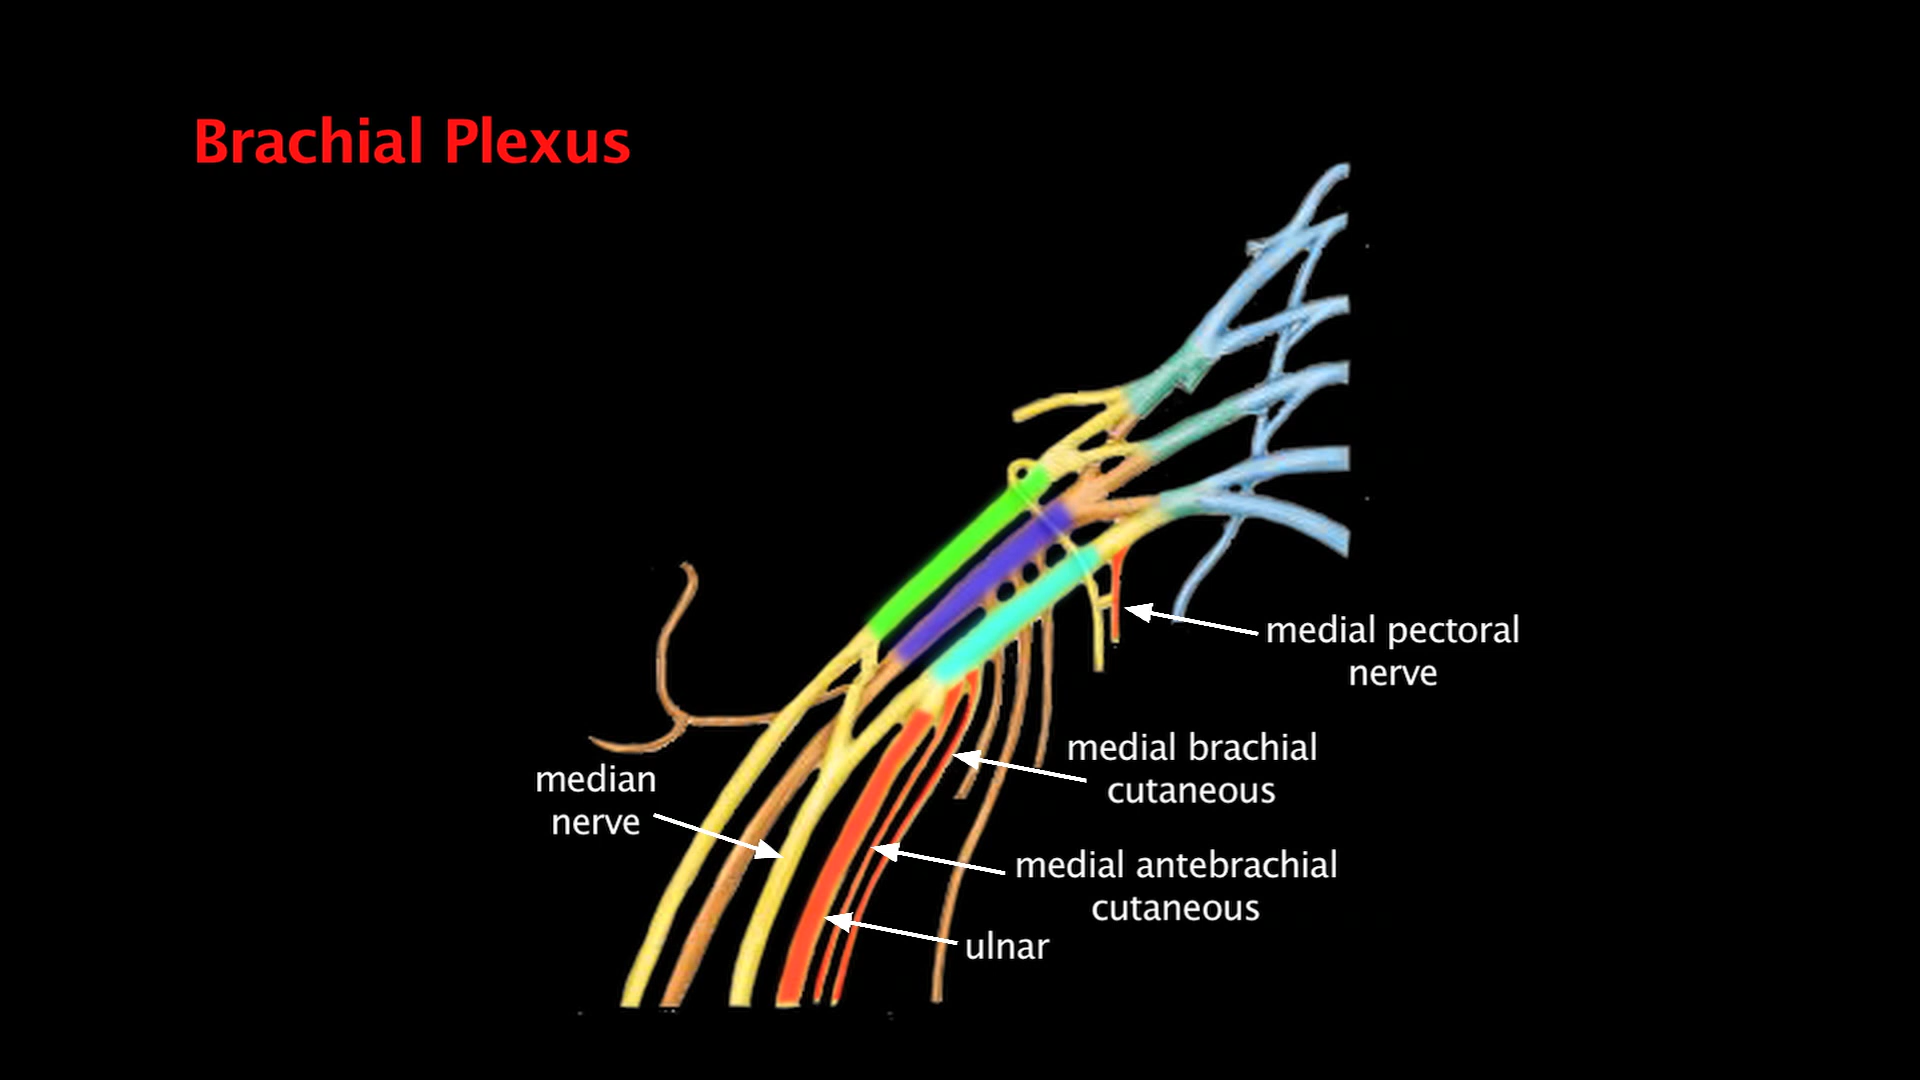 Brachial Plexus
medial pectoral
nerve
medial brachial
cutaneous
median
nerve
medial antebrachial
cutaneous
ulnar